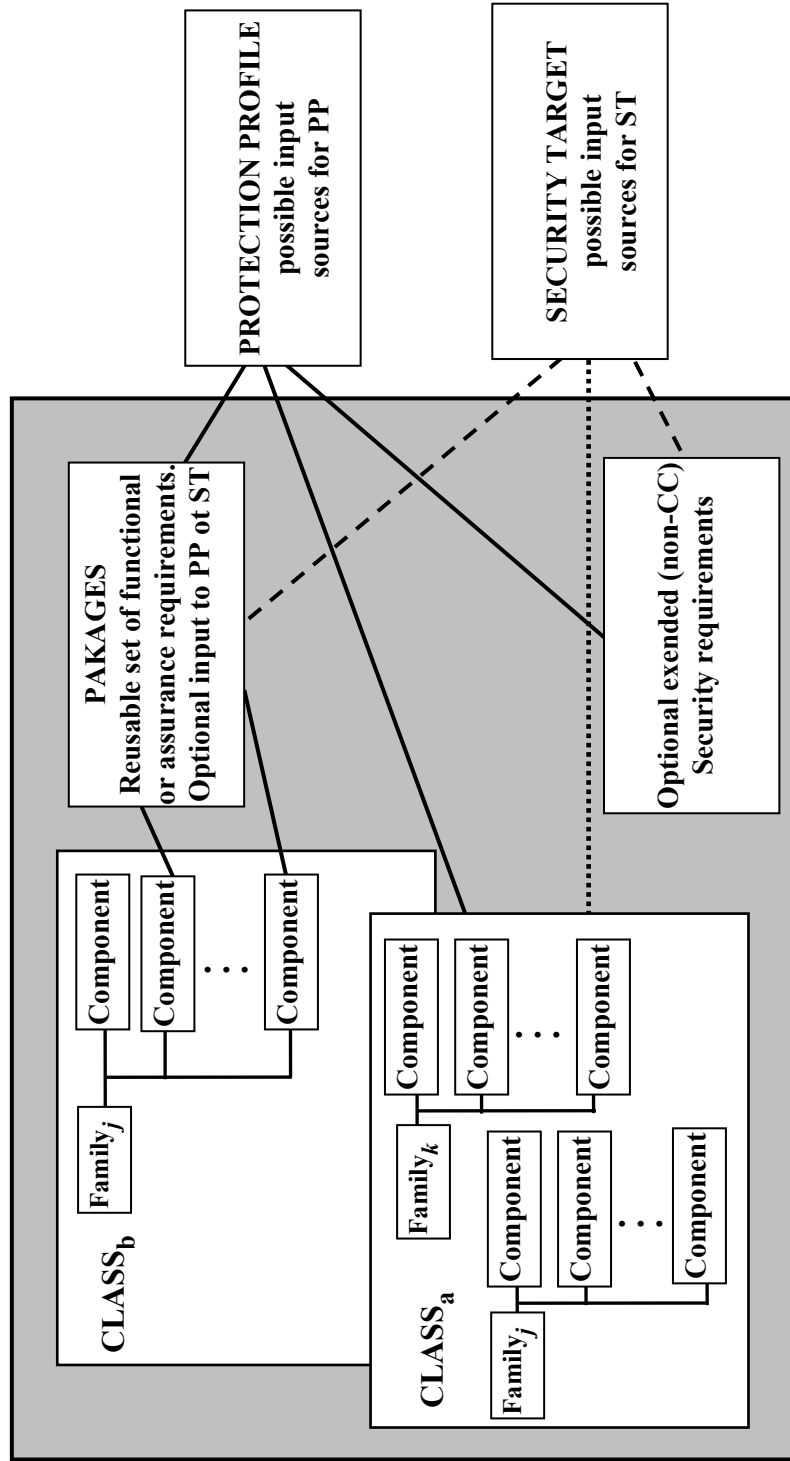 CLASSb
Familyj
Component
Component
. . .
Component
CLASSa
Familyk
Component
Component
. . .
Component
Familyj
Component
Component
. . .
Component
PAKAGES
Reusable set of functional
or assurance requirements.
Optional input to PP ot ST
Optional exended (non-CC)
Security requirements
PROTECTION PROFILE
possible input
sources for PP
SECURITY TARGET
possible input
sources for ST